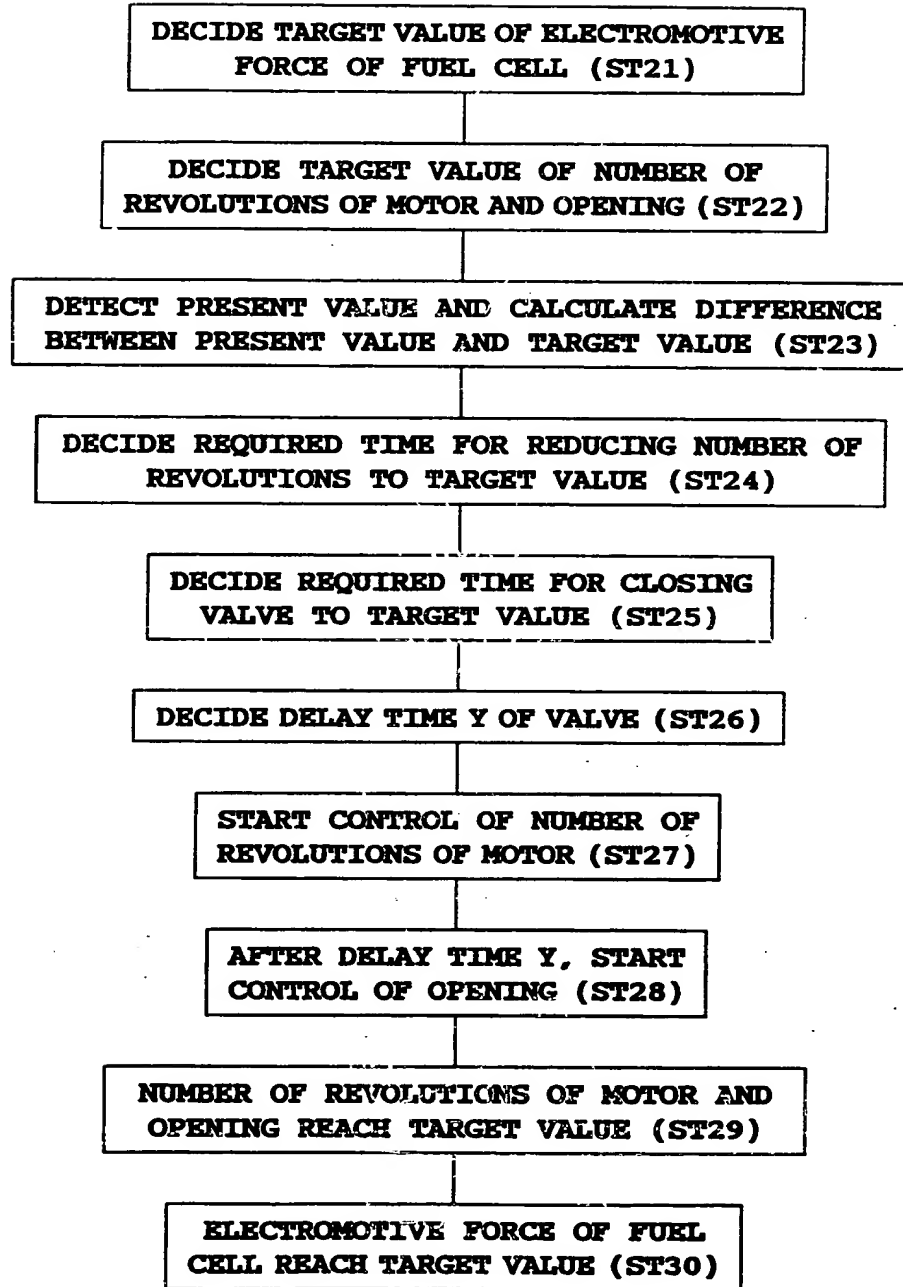 DECIDE TARGET VALUE OF ELECTROMOTIVE
FORCE OF FUEL CELL (ST21)
DECIDE TARGET VALUE OF NUMBER OF
REVOLUTIONS OF MOTOR AND OPENING (ST22)
DETECT PRESENT VALUE AND CALCULATE DIFFERENCE
BETWEEN PRESENT VALUE AND TARGET VALUE (ST23)
DECIDE REQUIRED TIME FOR REDUCING NUMBER OF
REVOLUTIONS TO TARGET VALUE (ST24)
DECIDE REQUIRED TIME FOR CLOSING
VALVE TO TARGET VALUE (ST25)
DECIDE DELAY TIME Y OF VALVE (ST26)
START CONTROL OF NUMBER OF
REVOLUTIONS OF MOTOR (ST27)
AFTER DELAY TIME Y, START
CONTROL OF OPENING (ST28)
NUMBER OF REVOLUTIONS OF MOTOR AND
OPENING REACH TARGET VALUE (ST29)
ELECTROMOTIVE FORCE OF FUEL
CELL REACH TARGET VALUE (ST30)